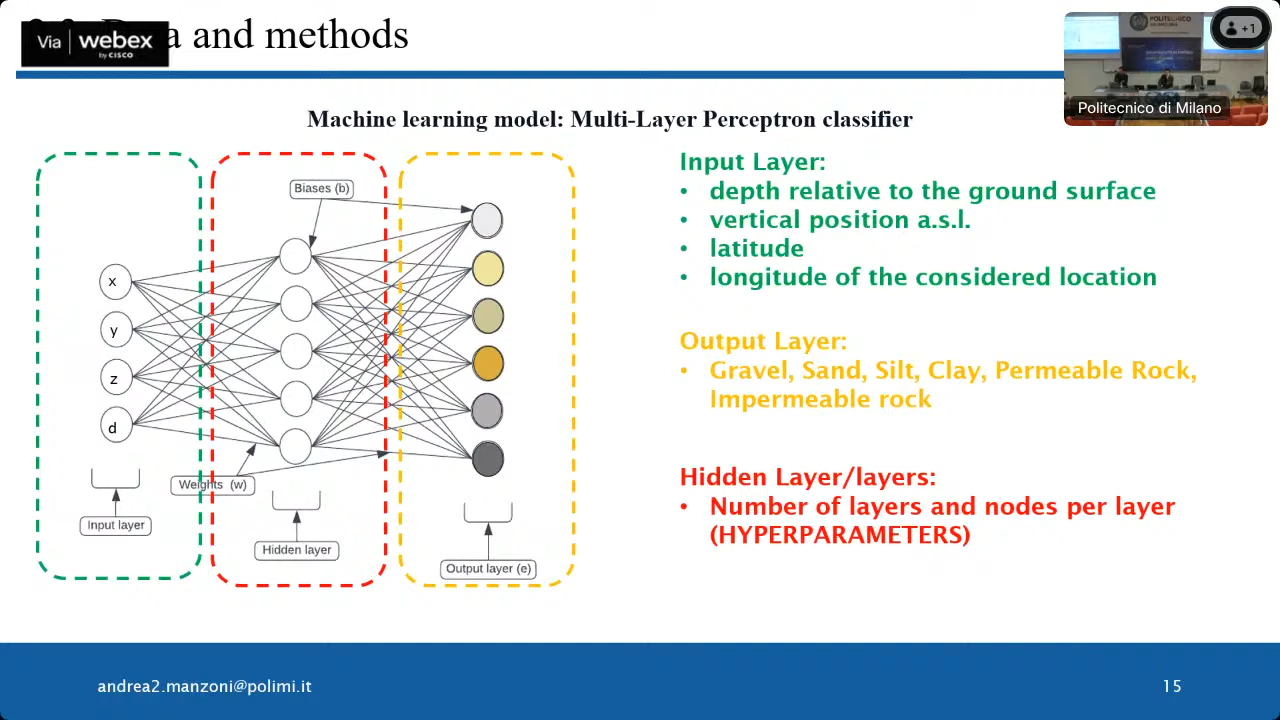 Via webex
by CISCO
and methods
+1
POLITECNICO
Politecnico di Milano
Machine learning model: Multi-Layer Perceptron classifier
Biases (b)
x
y
z
d
Weights (w)
Input layer
Hidden layer
Output layer (e)
Input Layer:
• depth relative to the ground surface
• vertical position a.s.l.
• latitude
• longitude of the considered location
Output Layer:
• Gravel, Sand, Silt, Clay, Permeable Rock,
Impermeable rock
Hidden Layer/layers:
• Number of layers and nodes per layer
(HYPERPARAMETERS)
andrea2.manzoni@polimi.it
15